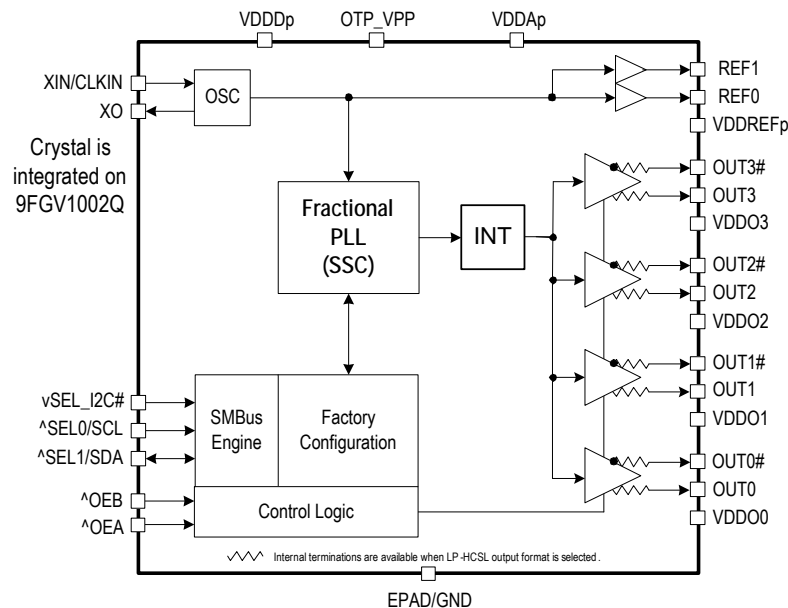 VDDDp
OTP_VPP
VDDAp
XIN/CLKIN
XO
Crystal is
integrated on
9FGV1002Q
OSC
REF1
REF0
VDDREFp
Fractional
PLL
(SSC)
INT
OUT3#
OUT3
VDDO3
OUT2#
OUT2
VDDO2
OUT1#
OUT1
VDDO1
OUT0#
OUT0
VDDO0
vSEL_I2C#
^SEL0/SCL
^SEL1/SDA
^OEB
^OEA
SMBus
Engine
Factory
Configuration
Control Logic
Internal terminations are available when LP -HCSL output format is selected .
EPAD/GND